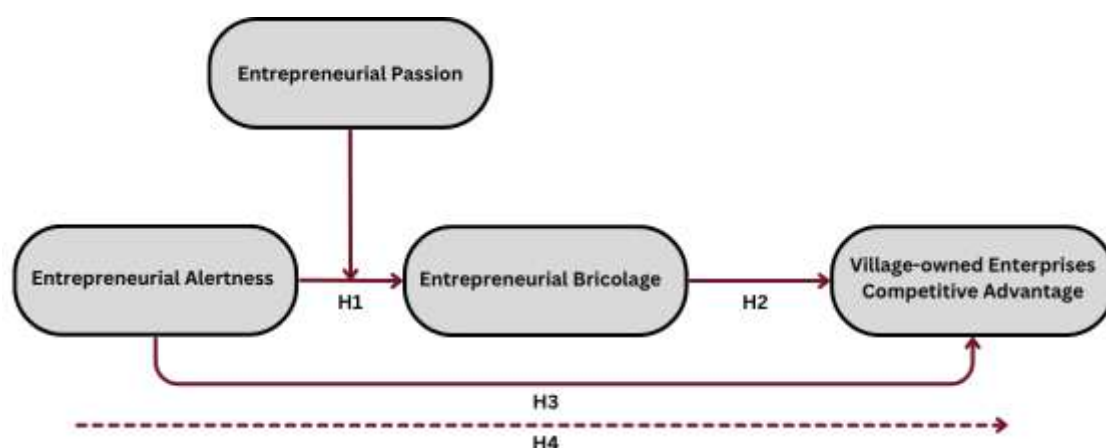 Entrepreneurial Passion
Entrepreneurial Alertness
H1
Entrepreneurial Bricolage
H2
Village-owned Enterprises
Competitive Advantage
H3
H4